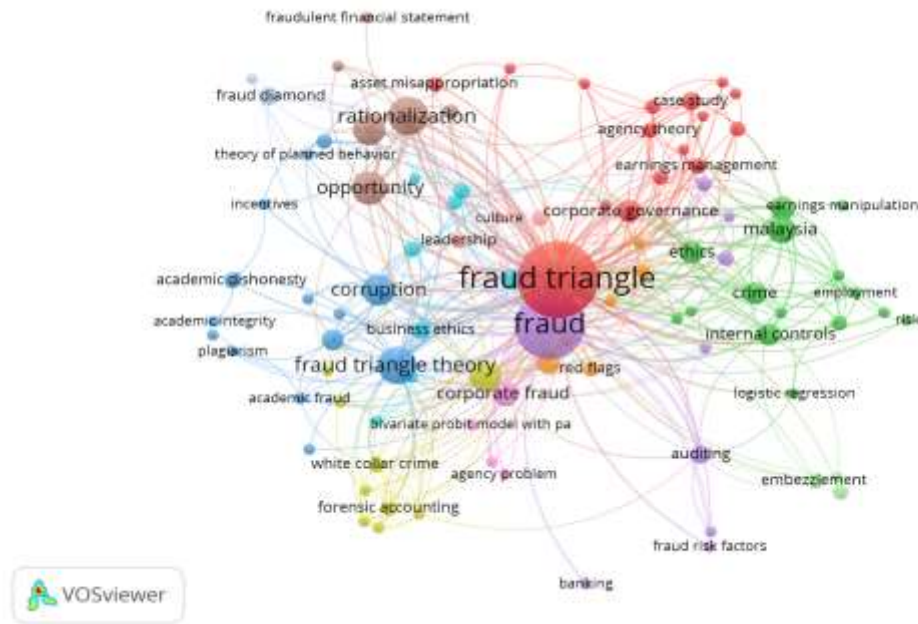 fraudulent financial statement
asset misappropriation
fraud diamond
case study
rationalization
agency theory
theory of planned behavior
earnings management
opportunity
incentives
culture
corporate governance
earnings manipulation
malaysia
leadership
ethics
fraud triangle
academic dishonesty
corruption
crime
employment
academic integrity
business ethics
fraud
internal controls
risk
plagiarism
fraud triangle theory
red flags
academic fraud
corporate fraud
logistic regression
bivariate probit model with pa
white collar crime
agency problem
auditing
embezzlement
forensic accounting
fraud risk factors
banking
VOSviewer